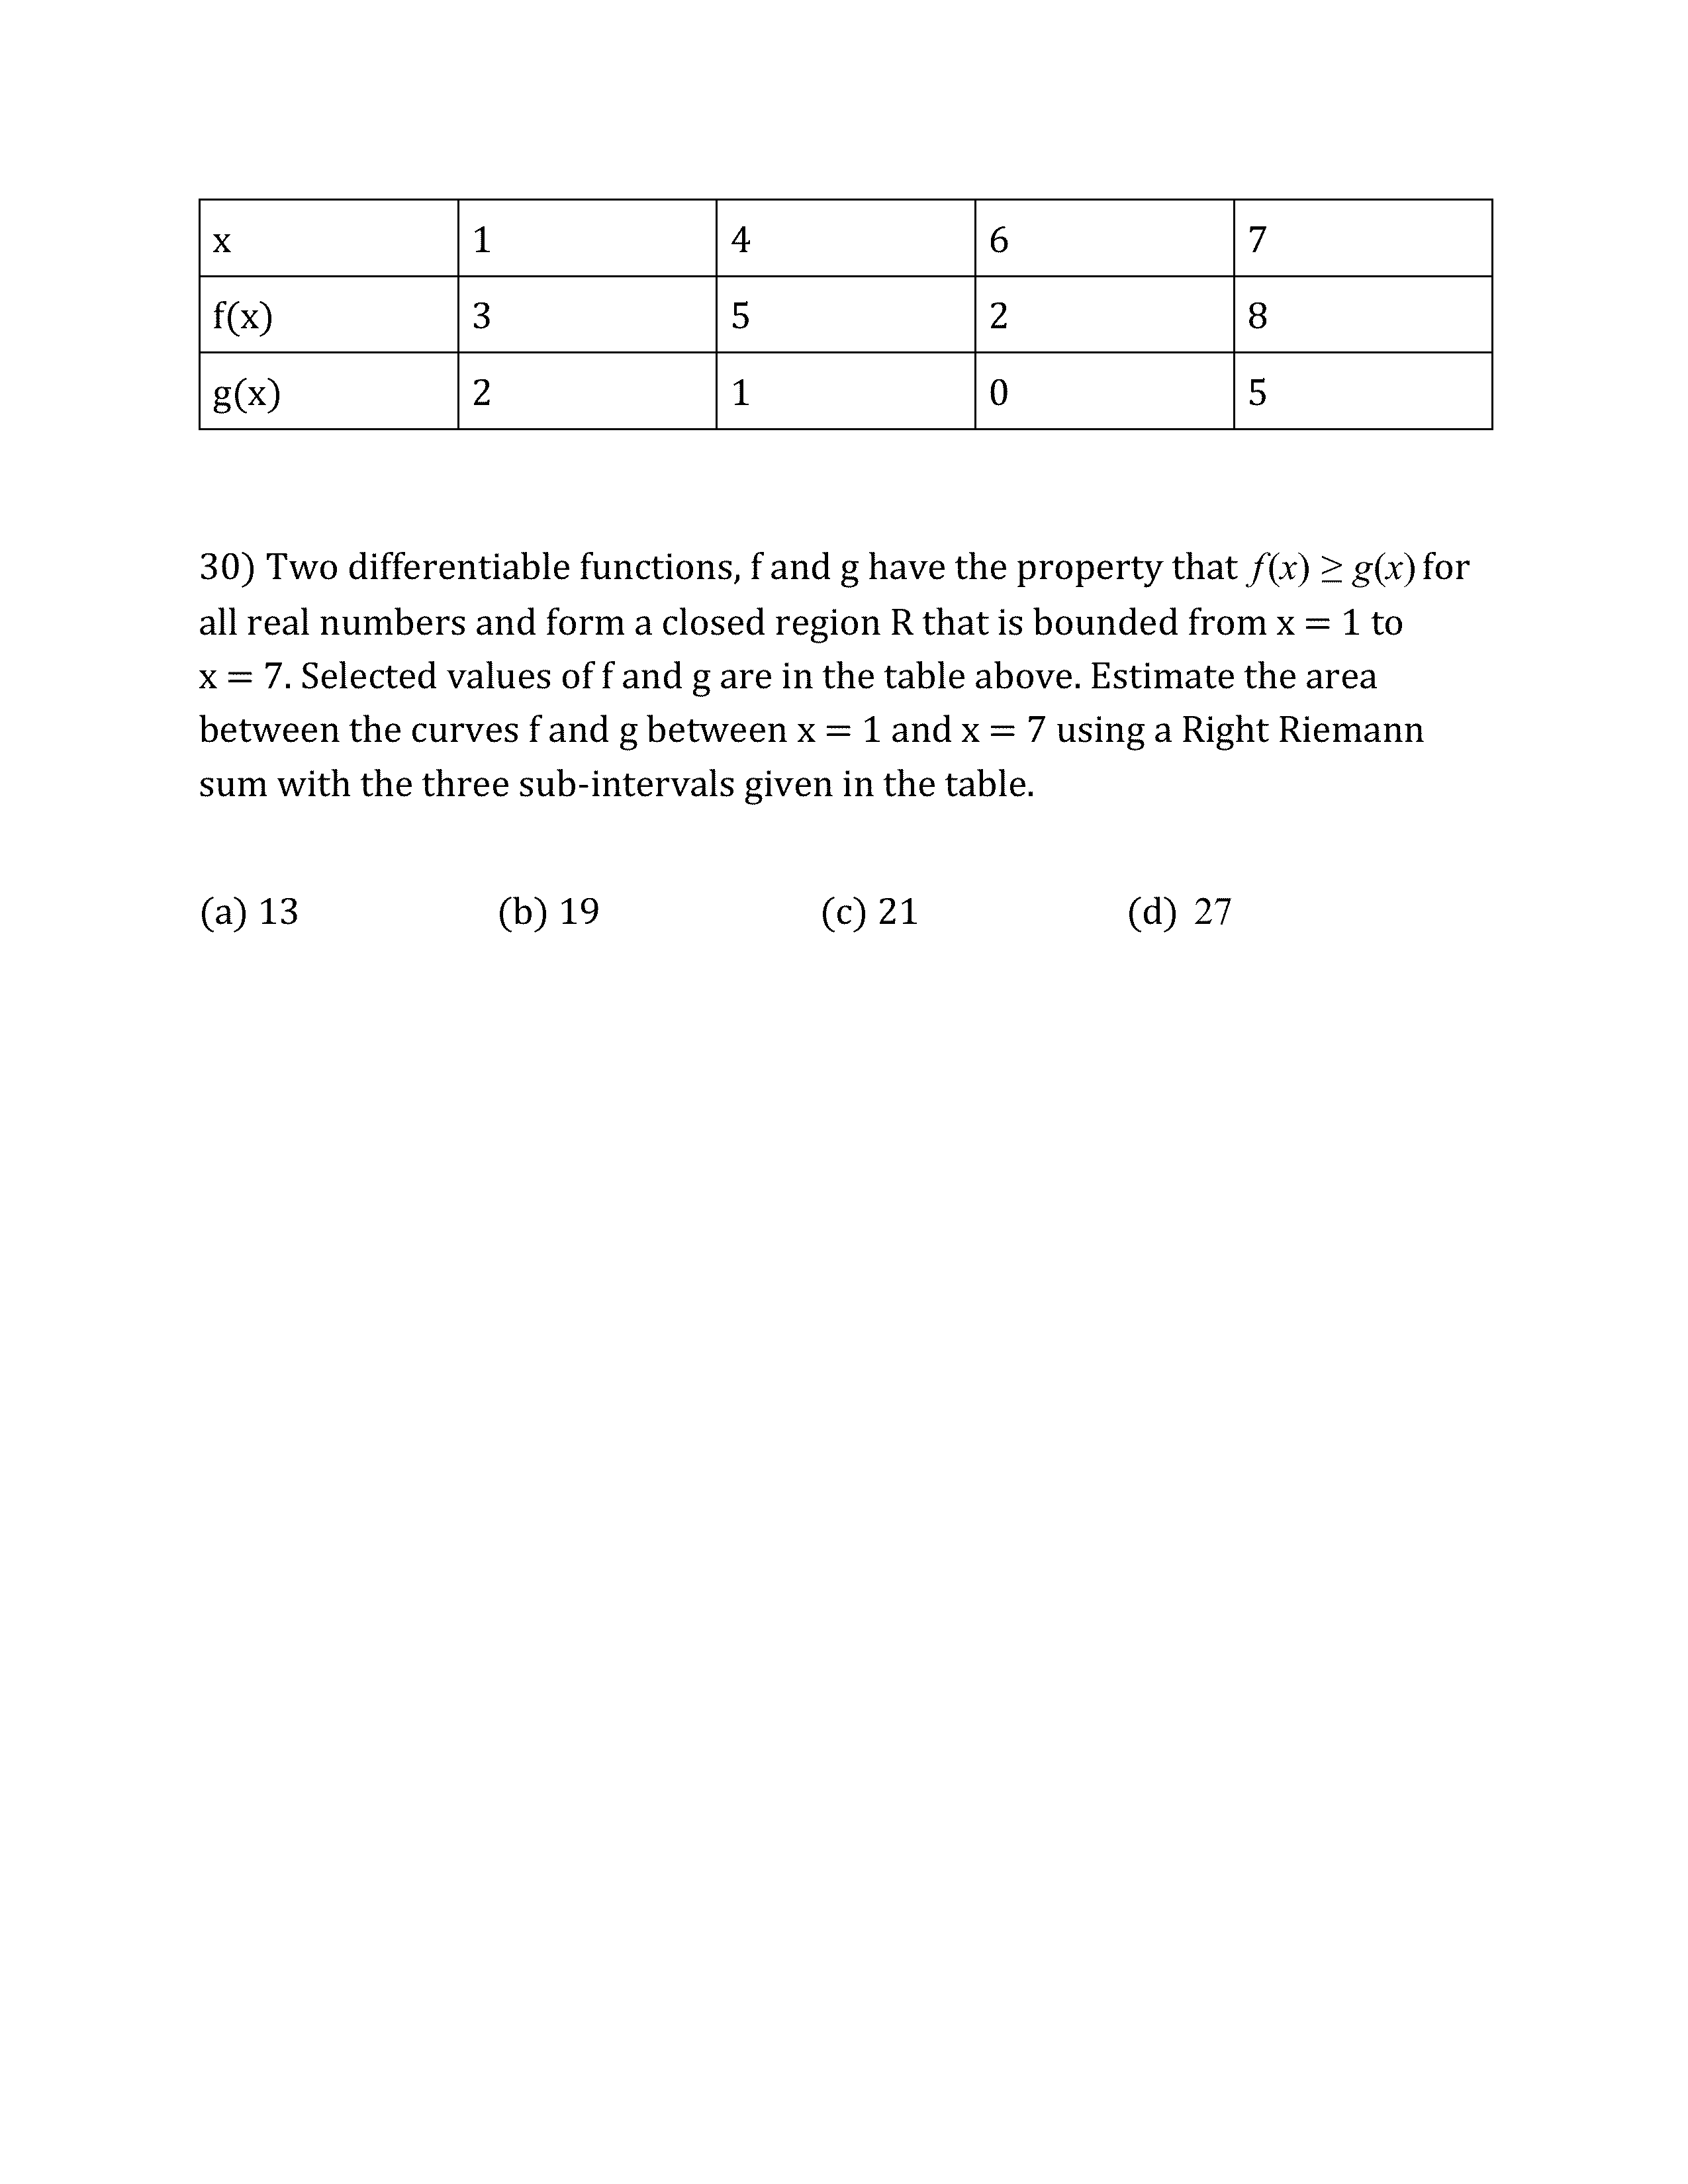 x 1 4 6 7
f(x) 3 5 2 8
g(x) 2 1 0 5
30) Two differentiable functions, f and g have the property that f(x) ≥ g(x) for
all real numbers and form a closed region R that is bounded from x = 1 to
x = 7. Selected values of f and g are in the table above. Estimate the area
between the curves f and g between x = 1 and x = 7 using a Right Riemann
sum with the three sub-intervals given in the table.
(a) 13 (b) 19 (c) 21 (d) 27